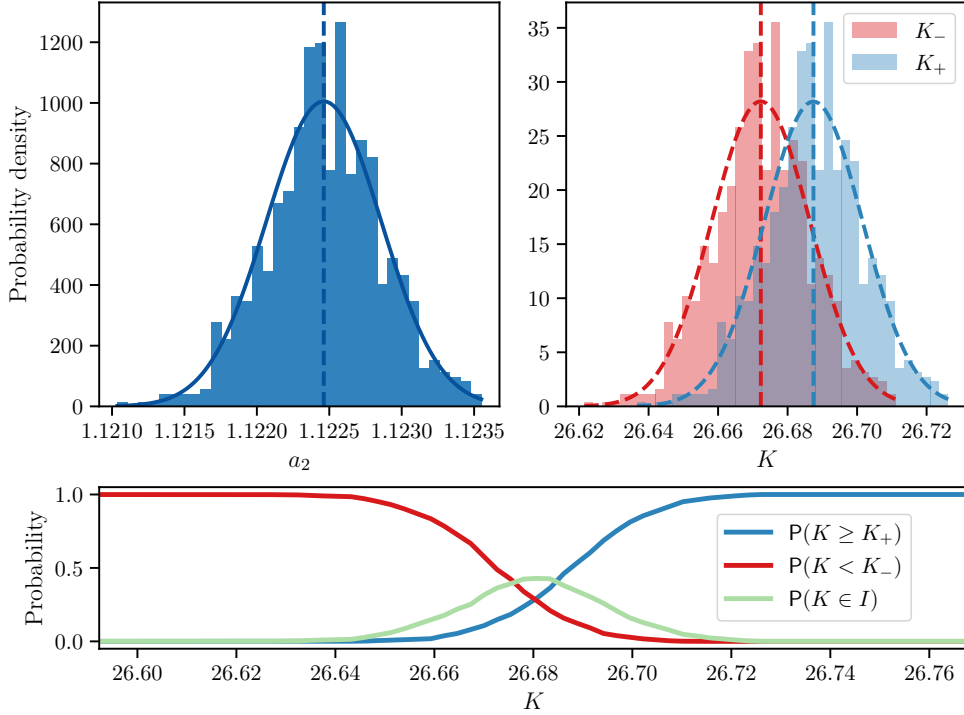 Probability density
1200
1000
800
600
400
200
0
1.1210 1.1215 1.1220 1.1225 1.1230 1.1235
a₂
35
30
25
20
15
10
5
0
K₋
K₊
26.62 26.64 26.66 26.68 26.70 26.72
K
Probability
1.0
0.5
0.0
P(K ≥ K₊)
P(K < K₋)
P(K ∈ I)
26.60 26.62 26.64 26.66 26.68 26.70 26.72 26.74 26.76
K